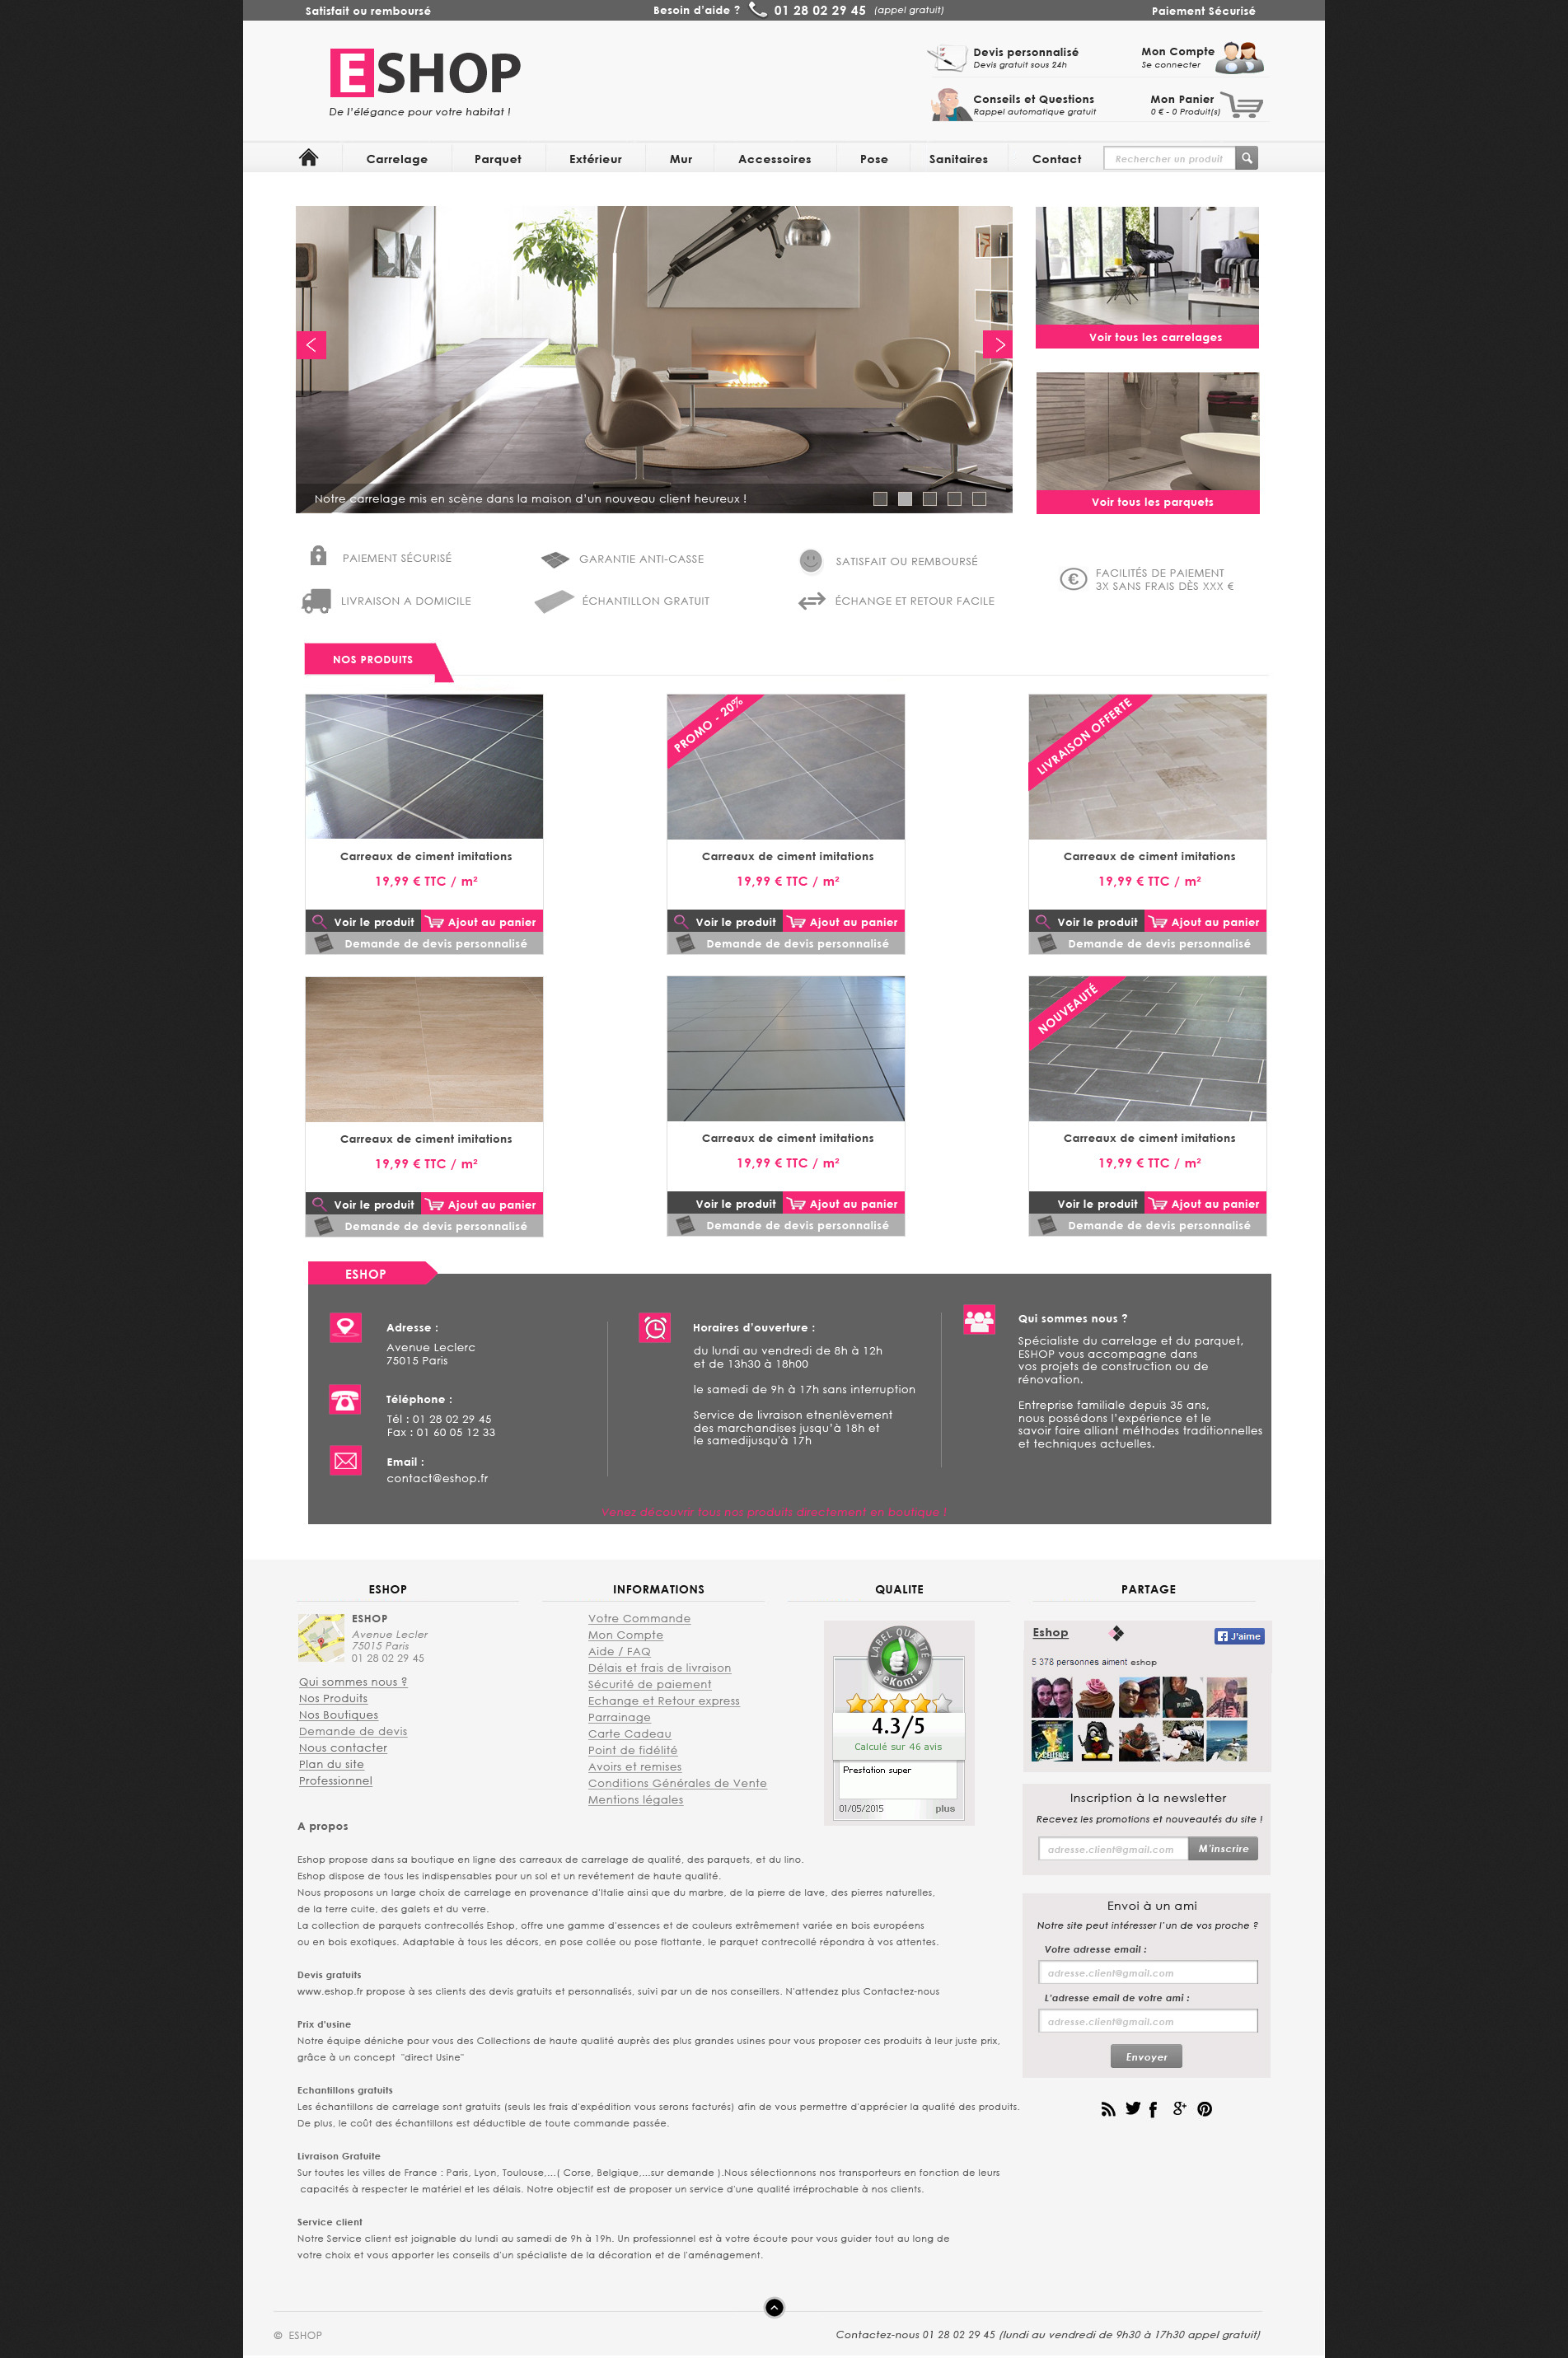 Satisfait ou remboursé
Besoin d'aide ? 01 28 02 29 45 (appel gratuit)
Paiement Sécurisé
ESHOP
De l'élégance pour votre habitat !
Devis personnalisé
Devis gratuit sous 24h
Mon Compte
Se connecter
Conseils et Questions
Rappel automatique gratuit
Mon Panier
0 € - 0 Produit(s)
Carrelage Parquet Extérieur Mur Accessoires Pose Sanitaires Contact Rechercher un produit
Voir tous les carrelages
Voir tous les parquets
Notre carrelage mis en scène dans la maison d'un nouveau client heureux !
PAIEMENT SÉCURISÉ
GARANTIE ANTI-CASSE
SATISFAIT OU REMBOURSÉ
FACILITÉS DE PAIEMENT
3X SANS FRAIS DÈS XXX €
LIVRAISON A DOMICILE
ÉCHANTILLON GRATUIT
ÉCHANGE ET RETOUR FACILE
NOS PRODUITS
Carreaux de ciment imitations
19,99 € TTC / m²
Voir le produit Ajout au panier
Demande de devis personnalisé
PROMO - 20%
Carreaux de ciment imitations
19,99 € TTC / m²
Voir le produit Ajout au panier
Demande de devis personnalisé
LIVRAISON OFFERTE
Carreaux de ciment imitations
19,99 € TTC / m²
Voir le produit Ajout au panier
Demande de devis personnalisé
Carreaux de ciment imitations
19,99 € TTC / m²
Voir le produit Ajout au panier
Demande de devis personnalisé
Carreaux de ciment imitations
19,99 € TTC / m²
Voir le produit Ajout au panier
Demande de devis personnalisé
NOUVEAUTÉ
Carreaux de ciment imitations
19,99 € TTC / m²
Voir le produit Ajout au panier
Demande de devis personnalisé
ESHOP
Adresse :
Avenue Leclerc
75015 Paris
Téléphone :
Tél : 01 28 02 29 45
Fax : 01 60 05 12 33
Email :
contact@eshop.fr
Horaires d'ouverture :
du lundi au vendredi de 8h à 12h
et de 13h30 à 18h00
le samedi de 9h à 17h sans interruption
Service de livraison etnenlèvement
des marchandises jusqu'à 18h et
le samedijusqu'à 17h
Qui sommes nous ?
Spécialiste du carrelage et du parquet,
ESHOP vous accompagne dans
vos projets de construction ou de
rénovation.
Entreprise familiale depuis 35 ans,
nous possédons l'expérience et le
savoir faire alliant méthodes traditionnelles
et techniques actuelles.
Venez découvrir tout nos produits directement en boutique !
ESHOP
ESHOP
Avenue Lecler
75015 Paris
01 28 02 29 45
Qui sommes nous ?
Nos Produits
Nos Boutiques
Demande de devis
Nous contacter
Plan du site
Professionnel
INFORMATIONS
Votre Commande
Mon Compte
Aide / FAQ
Délais et frais de livraison
Sécurité de paiement
Echange et Retour express
Parrainage
Carte Cadeau
Point de fidélité
Avoirs et remises
Conditions Générales de Vente
Mentions légales
QUALITE
LABEL QUALITÉ
eKomi
4.3/5
Calculé sur 46 avis
Prestation super
01/05/2015 plus
PARTAGE
Eshop
J'aime
5 378 personnes aiment eshop
Inscription à la newsletter
Recevez les promotions et nouveautés du site !
adresse.client@gmail.com M'inscrire
Envoi à un ami
Notre site peut intéresser l'un de vos proche ?
Votre adresse email :
adresse.client@gmail.com
L'adresse email de votre ami :
adresse.client@gmail.com
Envoyer
A propos
Eshop propose dans sa boutique en ligne des carreaux de carrelage de qualité, des parquets, et du lino.
Eshop dispose de tous les indispensables pour un sol et un revétement de haute qualité.
Nous proposons un large choix de carrelage en provenance d'Italie ainsi que du marbre, de la pierre de lave, des pierres naturelles,
de la terre cuite, des galets et du verre.
La collection de parquets contrecollés Eshop, offre une gamme d'essences et de couleurs extrêmement variée en bois européens
ou en bois exotiques. Adaptable à tous les décors, en pose collée ou pose flottante, le parquet contrecollé répondra à vos attentes.
Devis gratuits
www.eshop.fr propose à ses clients des devis gratuits et personnalisés, suivi par un de nos conseillers. N'attendez plus Contactez-nous
Prix d'usine
Notre équipe déniche pour vous des Collections de haute qualité auprès des plus grandes usines pour vous proposer ces produits à leur juste prix,
grâce à un concept "direct Usine"
Echantillons gratuits
Les échantillons de carrelage sont gratuits (seuls les frais d'expédition vous serons facturés) afin de vous permettre d'apprécier la qualité des produits.
De plus, le coût des échantillons est déductible de toute commande passée.
Livraison Gratuite
Sur toutes les villes de France : Paris, Lyon, Toulouse,...( Corse, Belgique,...sur demande ).Nous sélectionnons nos transporteurs en fonction de leurs
capacités à respecter le matériel et les délais. Notre objectif est de proposer un service d'une qualité irréprochable à nos clients.
Service client
Notre Service client est joignable du lundi au samedi de 9h à 19h. Un professionnel est à votre écoute pour vous guider tout au long de
votre choix et vous apporter les conseils d'un spécialiste de la décoration et de l'aménagement.
© ESHOP
Contactez-nous 01 28 02 29 45 (lundi au vendredi de 9h30 à 17h30 appel gratuit)